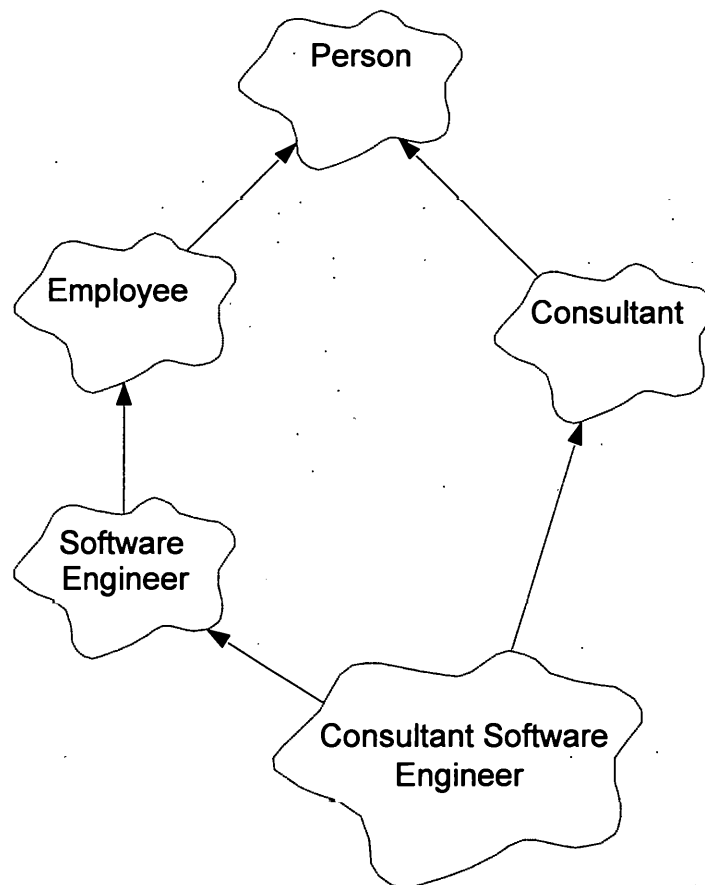 Person
Employee
Consultant
Software
Engineer
Consultant Software
Engineer